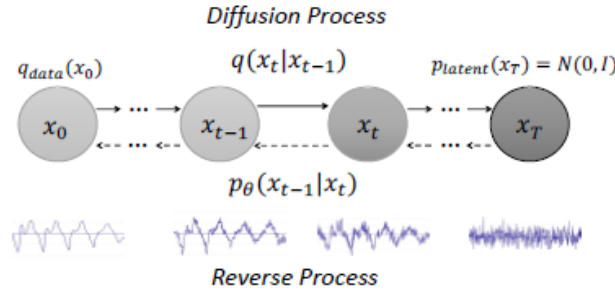 Diffusion Process
q_{data}(x_0)
q(x_t|x_{t-1})
p_{latent}(x_T) = N(0, I)
x_0 ... x_{t-1} x_t ... x_T
... ...
p_θ(x_{t-1}|x_t)
Reverse Process